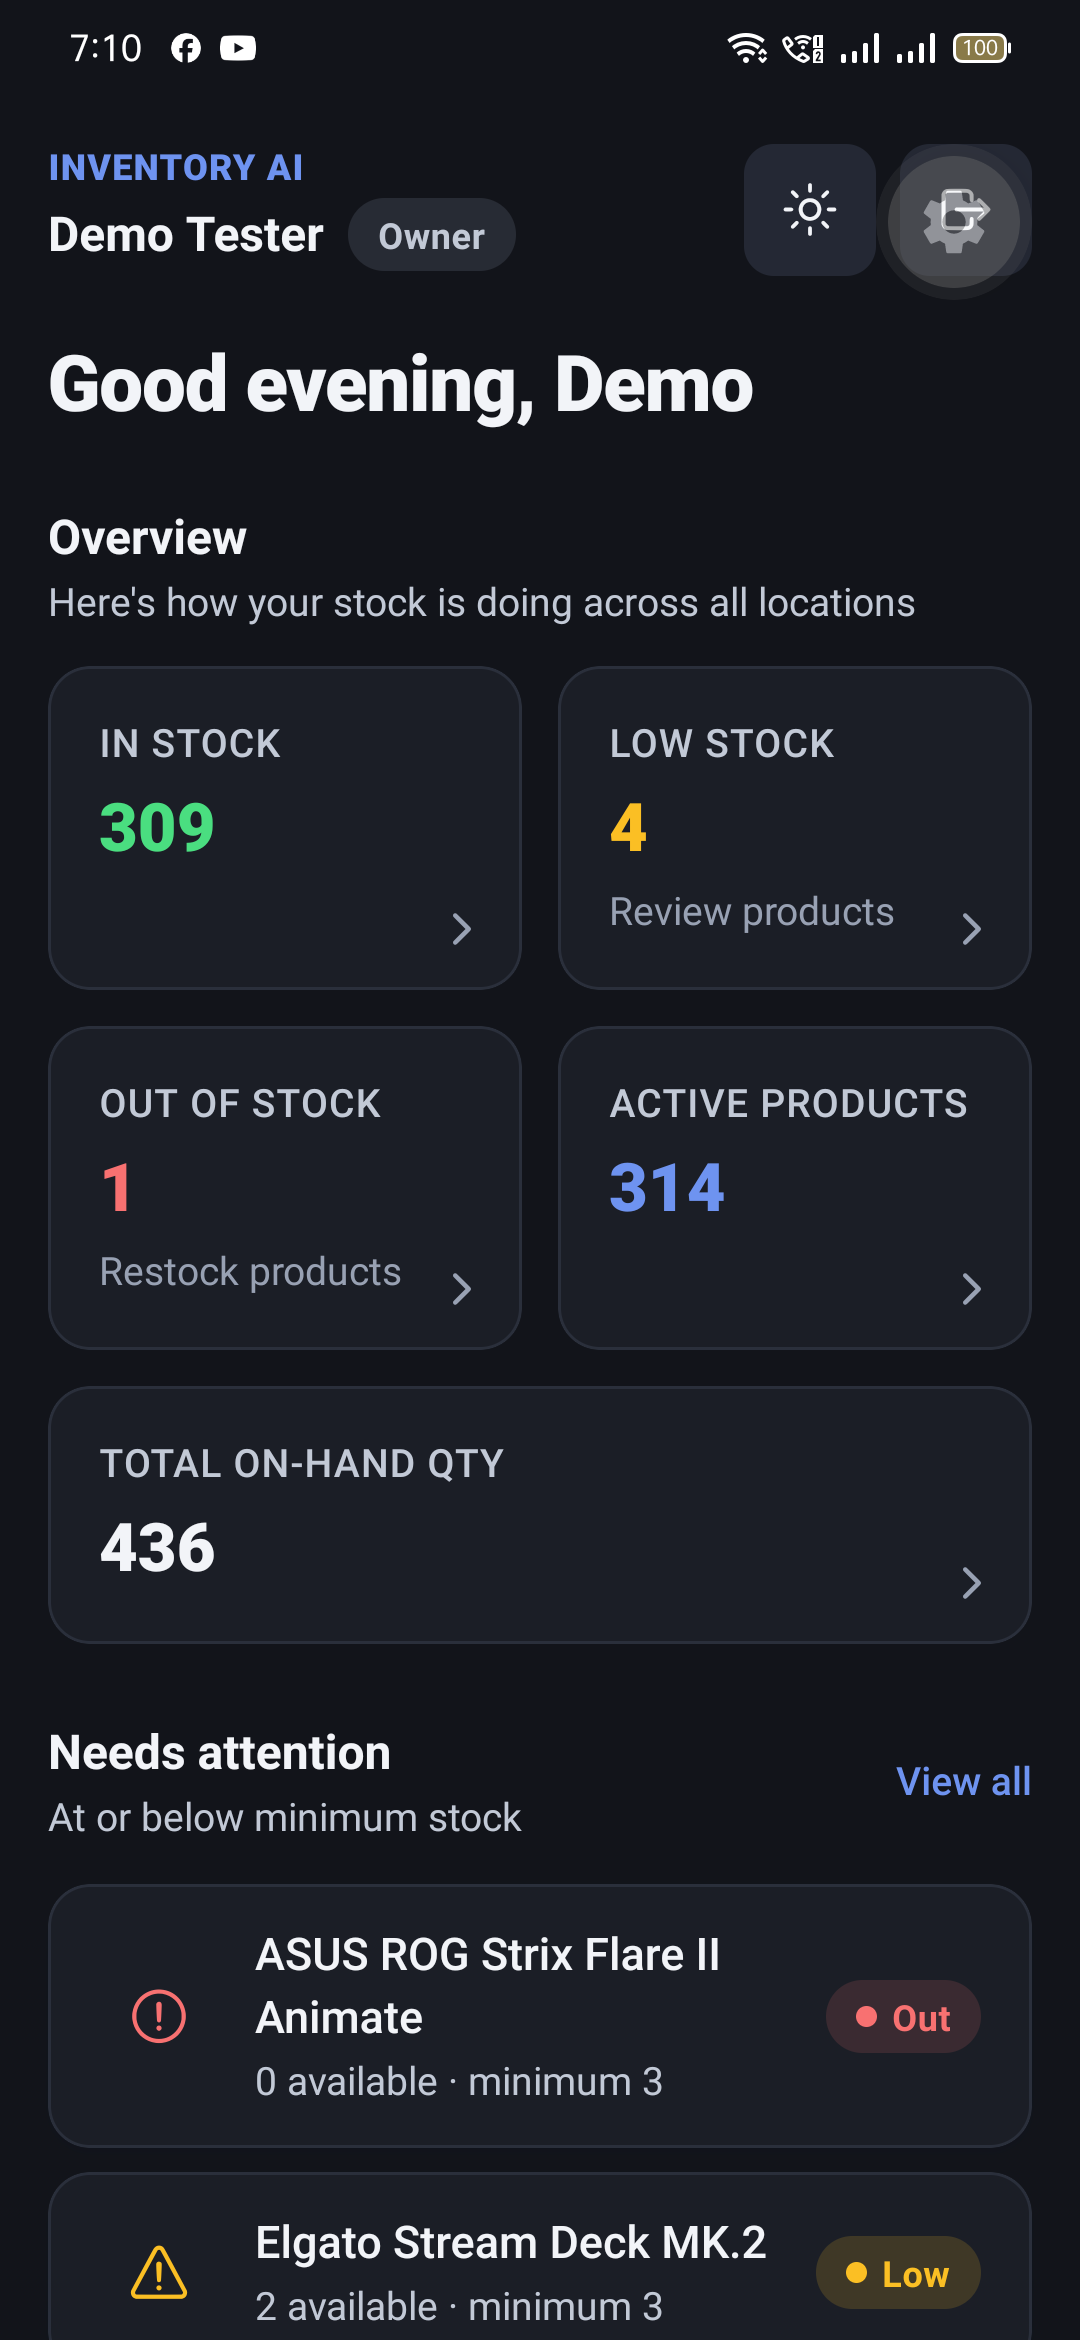 7:10
100
INVENTORY AI
Demo Tester
Owner
Good evening, Demo
Overview
Here's how your stock is doing across all locations
IN STOCK
309
LOW STOCK
4
Review products
OUT OF STOCK
1
Restock products
ACTIVE PRODUCTS
314
TOTAL ON-HAND QTY
436
Needs attention
At or below minimum stock
View all
ASUS ROG Strix Flare II
Animate
0 available · minimum 3
Out
Elgato Stream Deck MK.2
2 available · minimum 3
Low